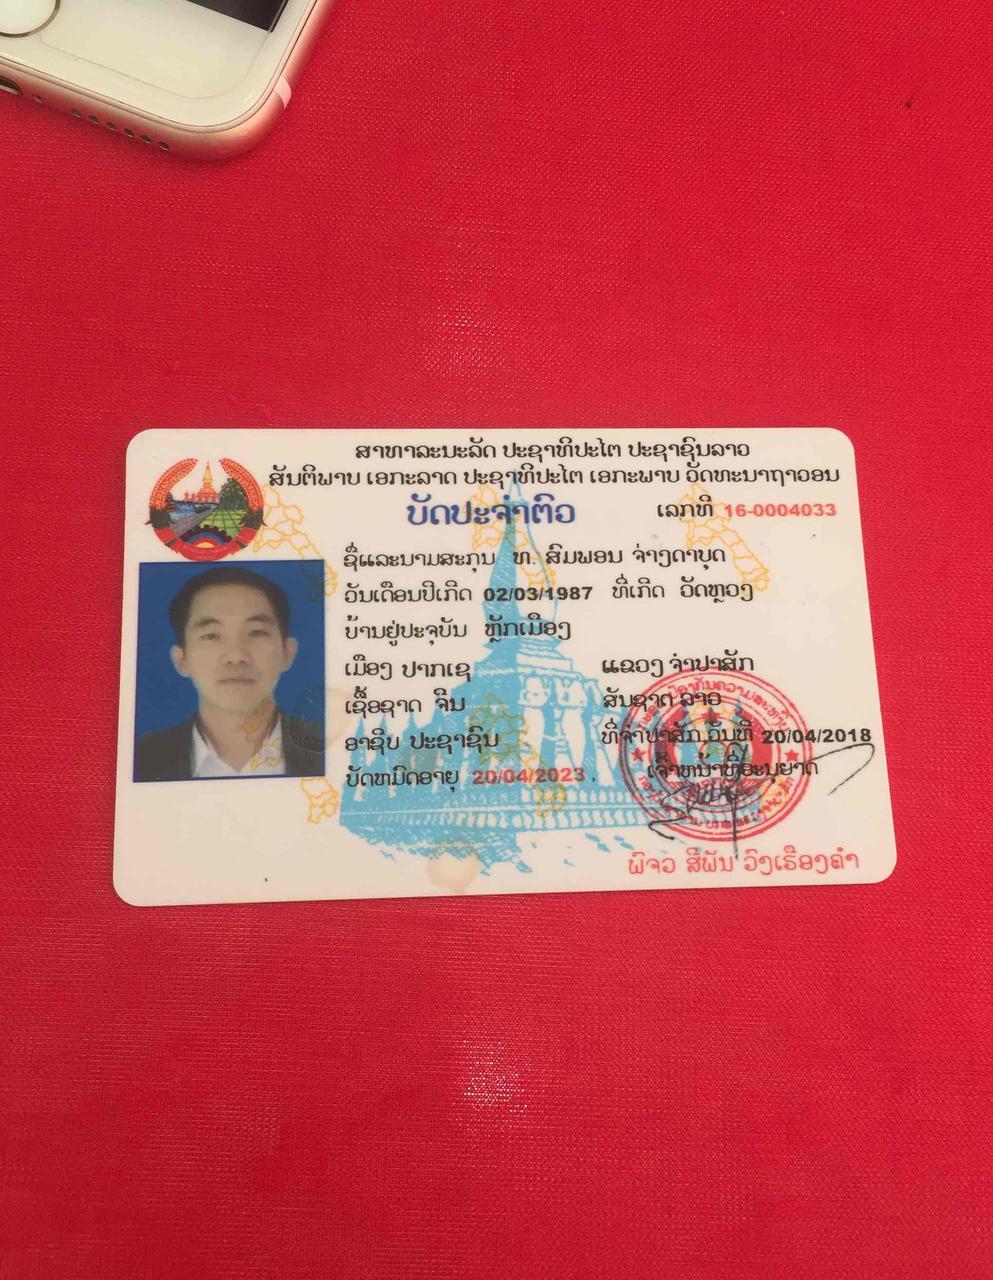 ສາທາລະນະລັດ ປະຊາທິປະໄຕ ປະຊາຊົນລາວ
ສັນຕິພາບ ເອກະລາດ ປະຊາທິປະໄຕ ເອກະພາບ ວັດທະນາຖາວອນ
ບັດປະຈຳຕົວ ເລກທີ 16-0004033
ຊື່ແລະນາມສະກຸນ ທ. ສົມພອນ ຈ່າງດາບຸດ
ວັນເດືອນປີເກີດ 02/03/1987 ທີ່ເກີດ ວັດຫຼວງ
ບ້ານຢູ່ປະຈຸບັນ ຫຼັກເມືອງ
ເມືອງ ປາກເຊ ແຂວງ ຈຳປາສັກ
ເຊື້ອຊາດ ຈີນ ສັນຊາດ ລາວ
ອາຊີບ ປະຊາຊົນ ທີ່ຈຳປາສັກ ວັນທີ 20/04/2018
ບັດໝົດອາຍຸ 20/04/2023 ເຈົ້າຫນ້າທີ່ອະນຸຍາດ
ພົຈວ ສີພັນ ວົງເຮືອງຄຳ